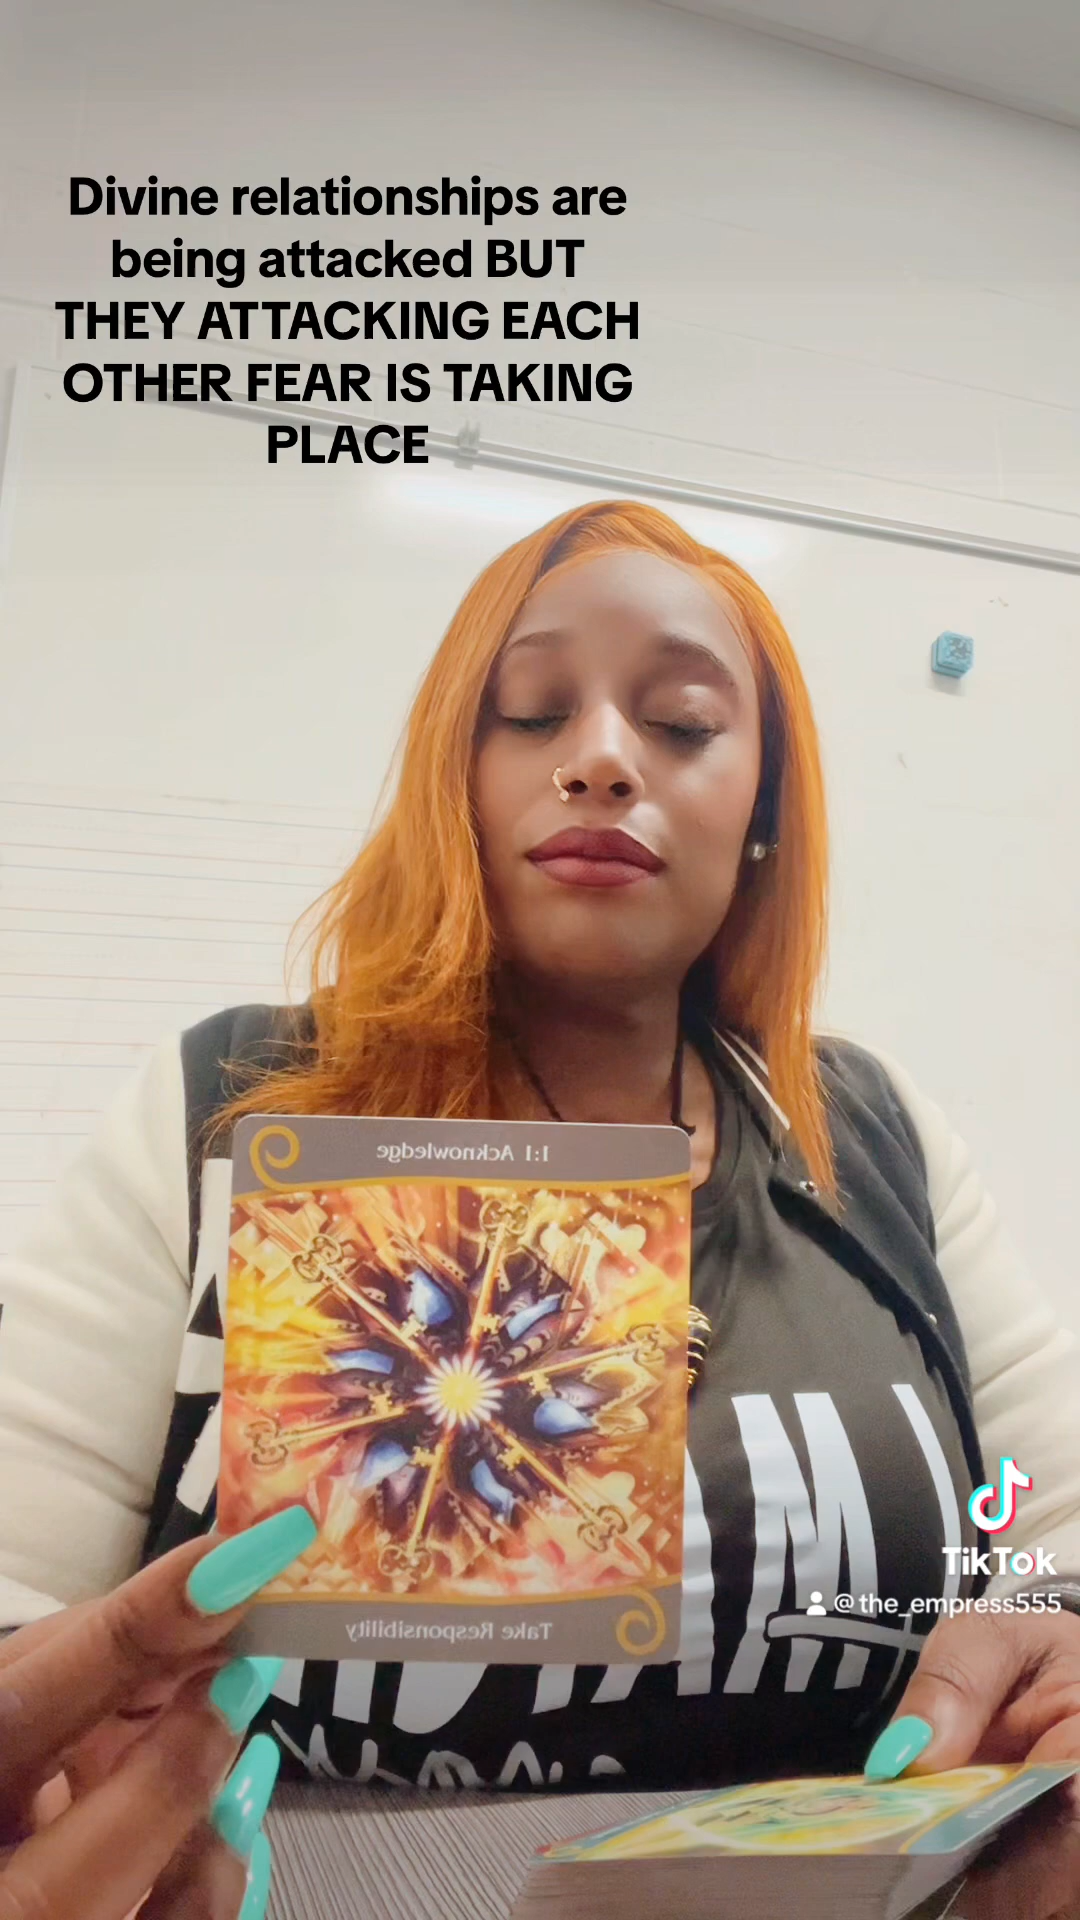 Divine relationships are
being attacked BUT
THEY ATTACKING EACH
OTHER FEAR IS TAKING
PLACE
1:1 Acknowledge
Take Responsibility
TikTok
@the_empress555